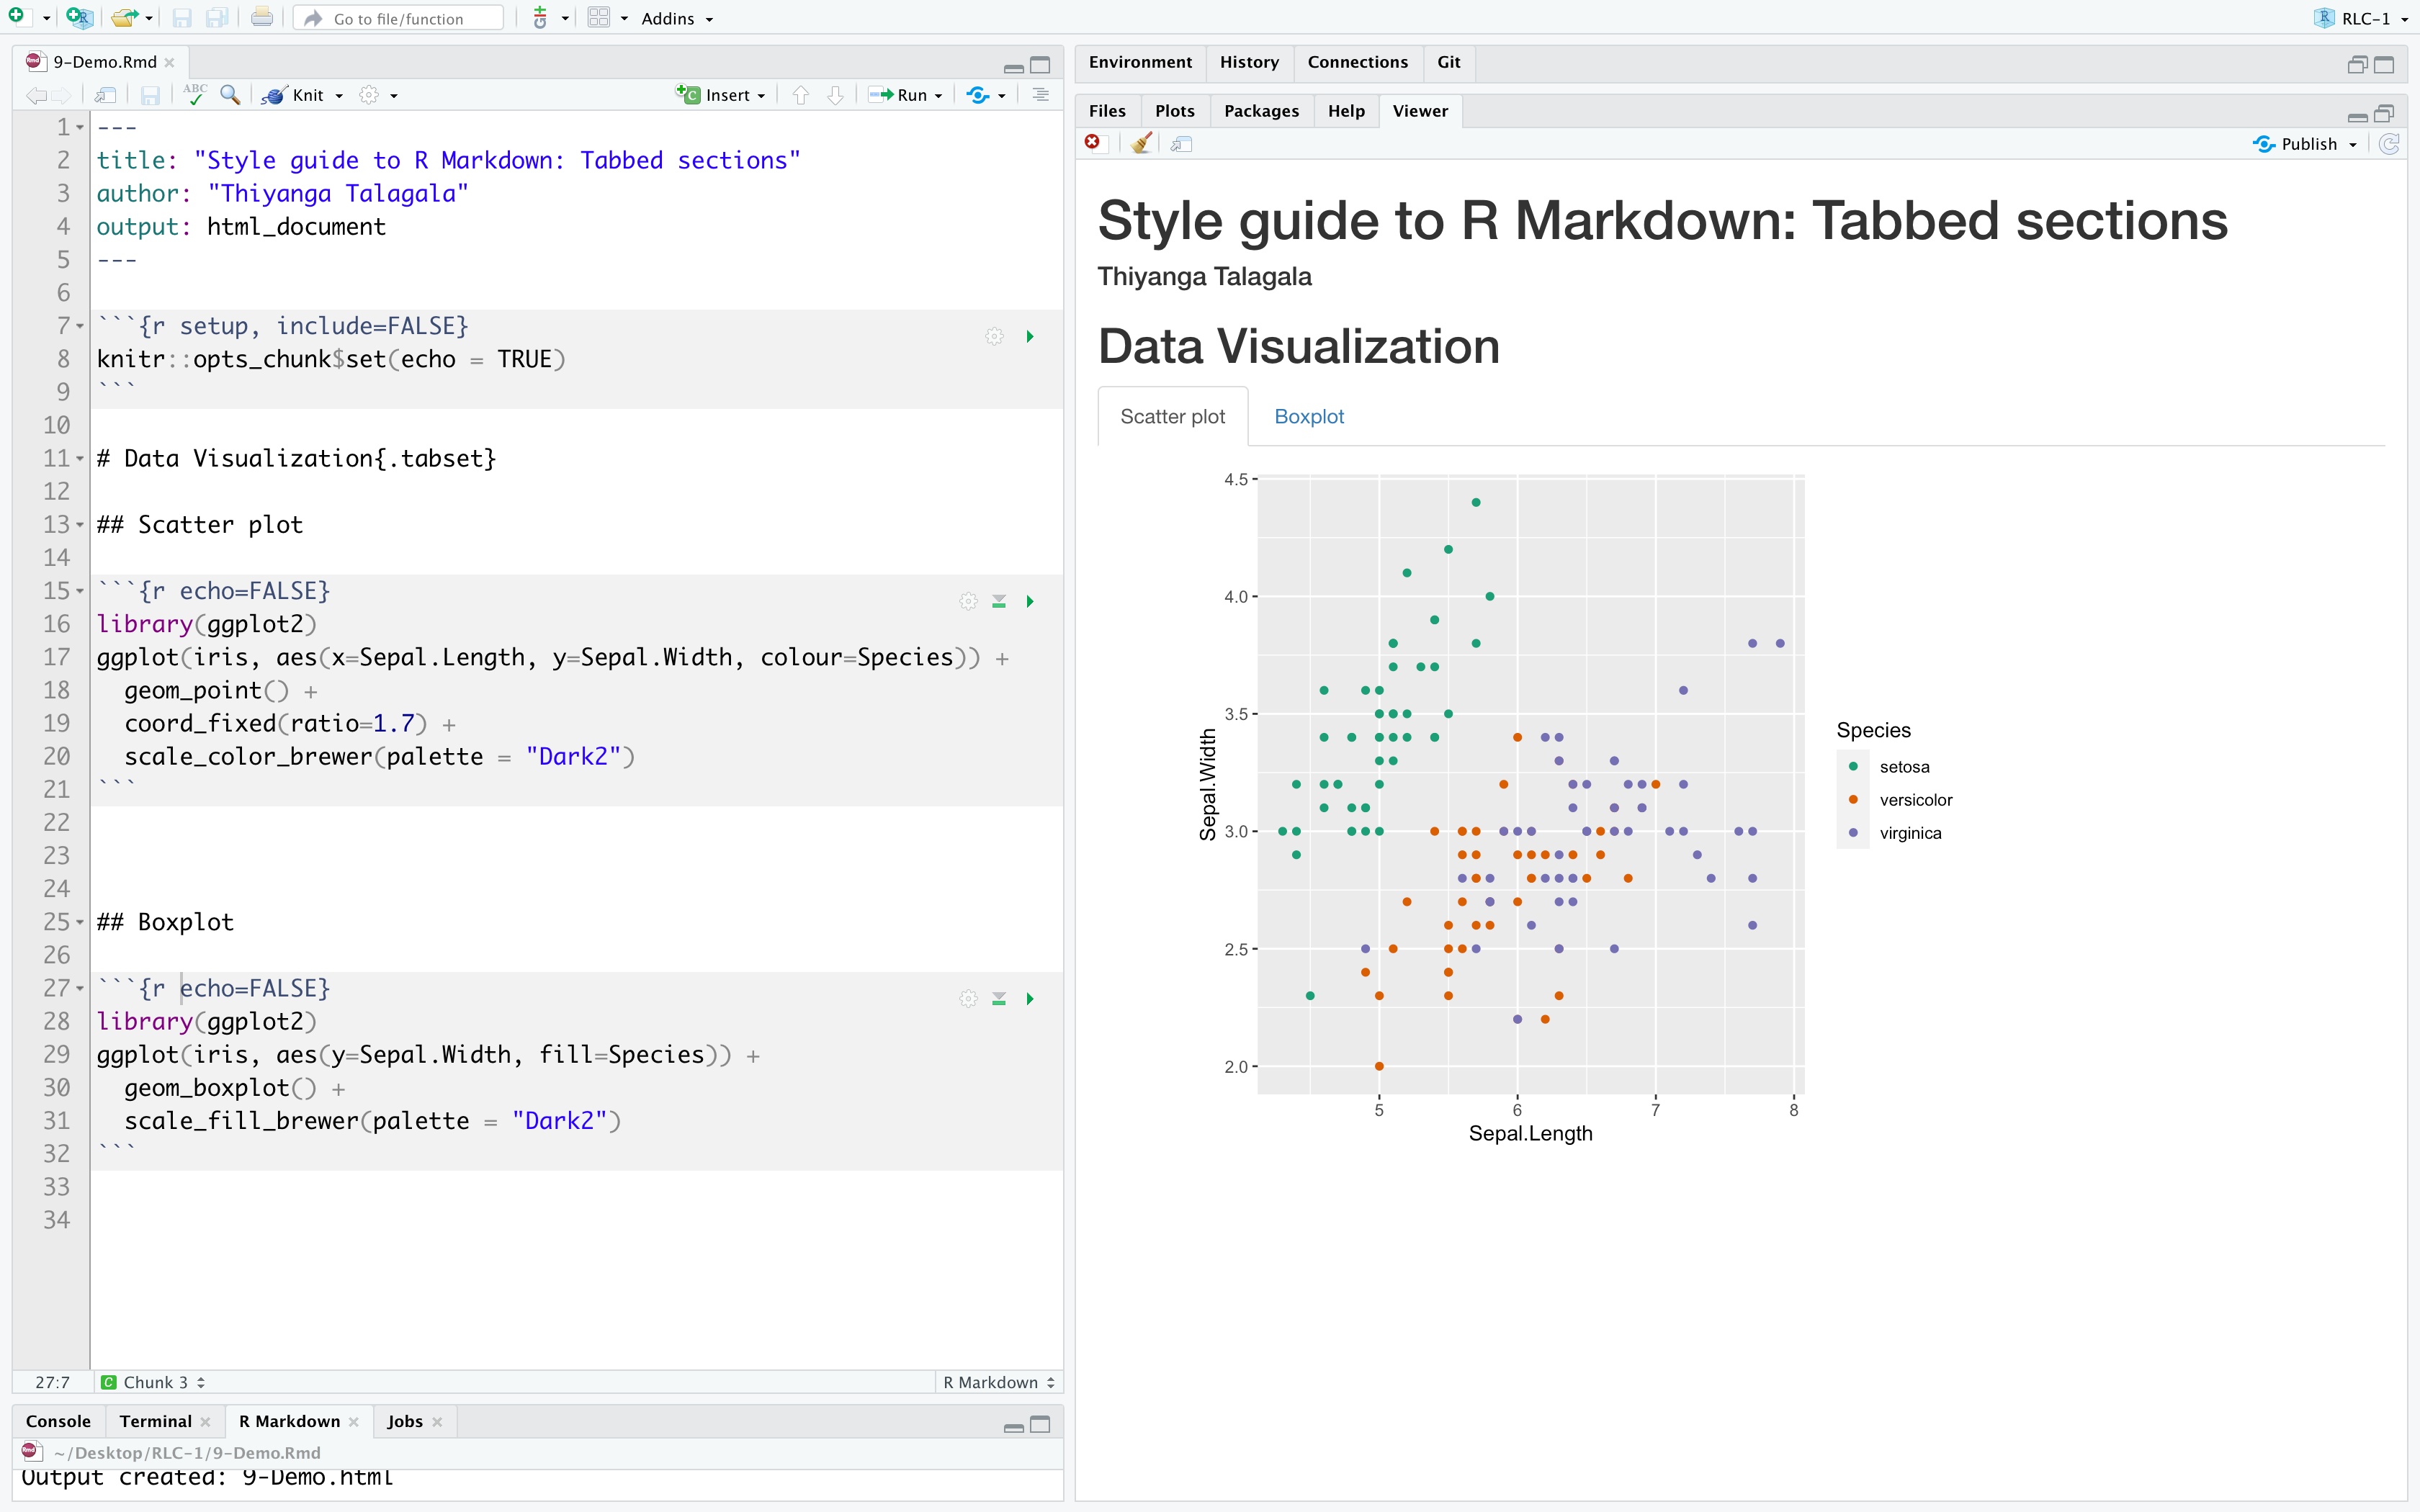 Go to file/function
Addins
RLC-1
9-Demo.Rmd
ABC
Knit
Insert
Run
1 ---
2 title: "Style guide to R Markdown: Tabbed sections"
3 author: "Thiyanga Talagala"
4 output: html_document
5 ---
6
7 ```{r setup, include=FALSE}
8 knitr::opts_chunk$set(echo = TRUE)
9 ```
10
11 # Data Visualization{.tabset}
12
13 ## Scatter plot
14
15 ```{r echo=FALSE}
16 library(ggplot2)
17 ggplot(iris, aes(x=Sepal.Length, y=Sepal.Width, colour=Species)) +
18   geom_point() +
19   coord_fixed(ratio=1.7) +
20   scale_color_brewer(palette = "Dark2")
21 ```
22
23
24
25 ## Boxplot
26
27 ```{r echo=FALSE}
28 library(ggplot2)
29 ggplot(iris, aes(y=Sepal.Width, fill=Species)) +
30   geom_boxplot() +
31   scale_fill_brewer(palette = "Dark2")
32 ```
33
34
27:7 C Chunk 3 R Markdown
Console Terminal R Markdown Jobs
~/Desktop/RLC-1/9-Demo.Rmd
Output created: 9-Demo.html
Environment History Connections Git
Files Plots Packages Help Viewer
Publish
Style guide to R Markdown: Tabbed sections
Thiyanga Talagala
Data Visualization
Scatter plot Boxplot
4.5
4.0
3.5
3.0
2.5
2.0
Sepal.Width
5 6 7 8
Sepal.Length
Species
setosa
versicolor
virginica